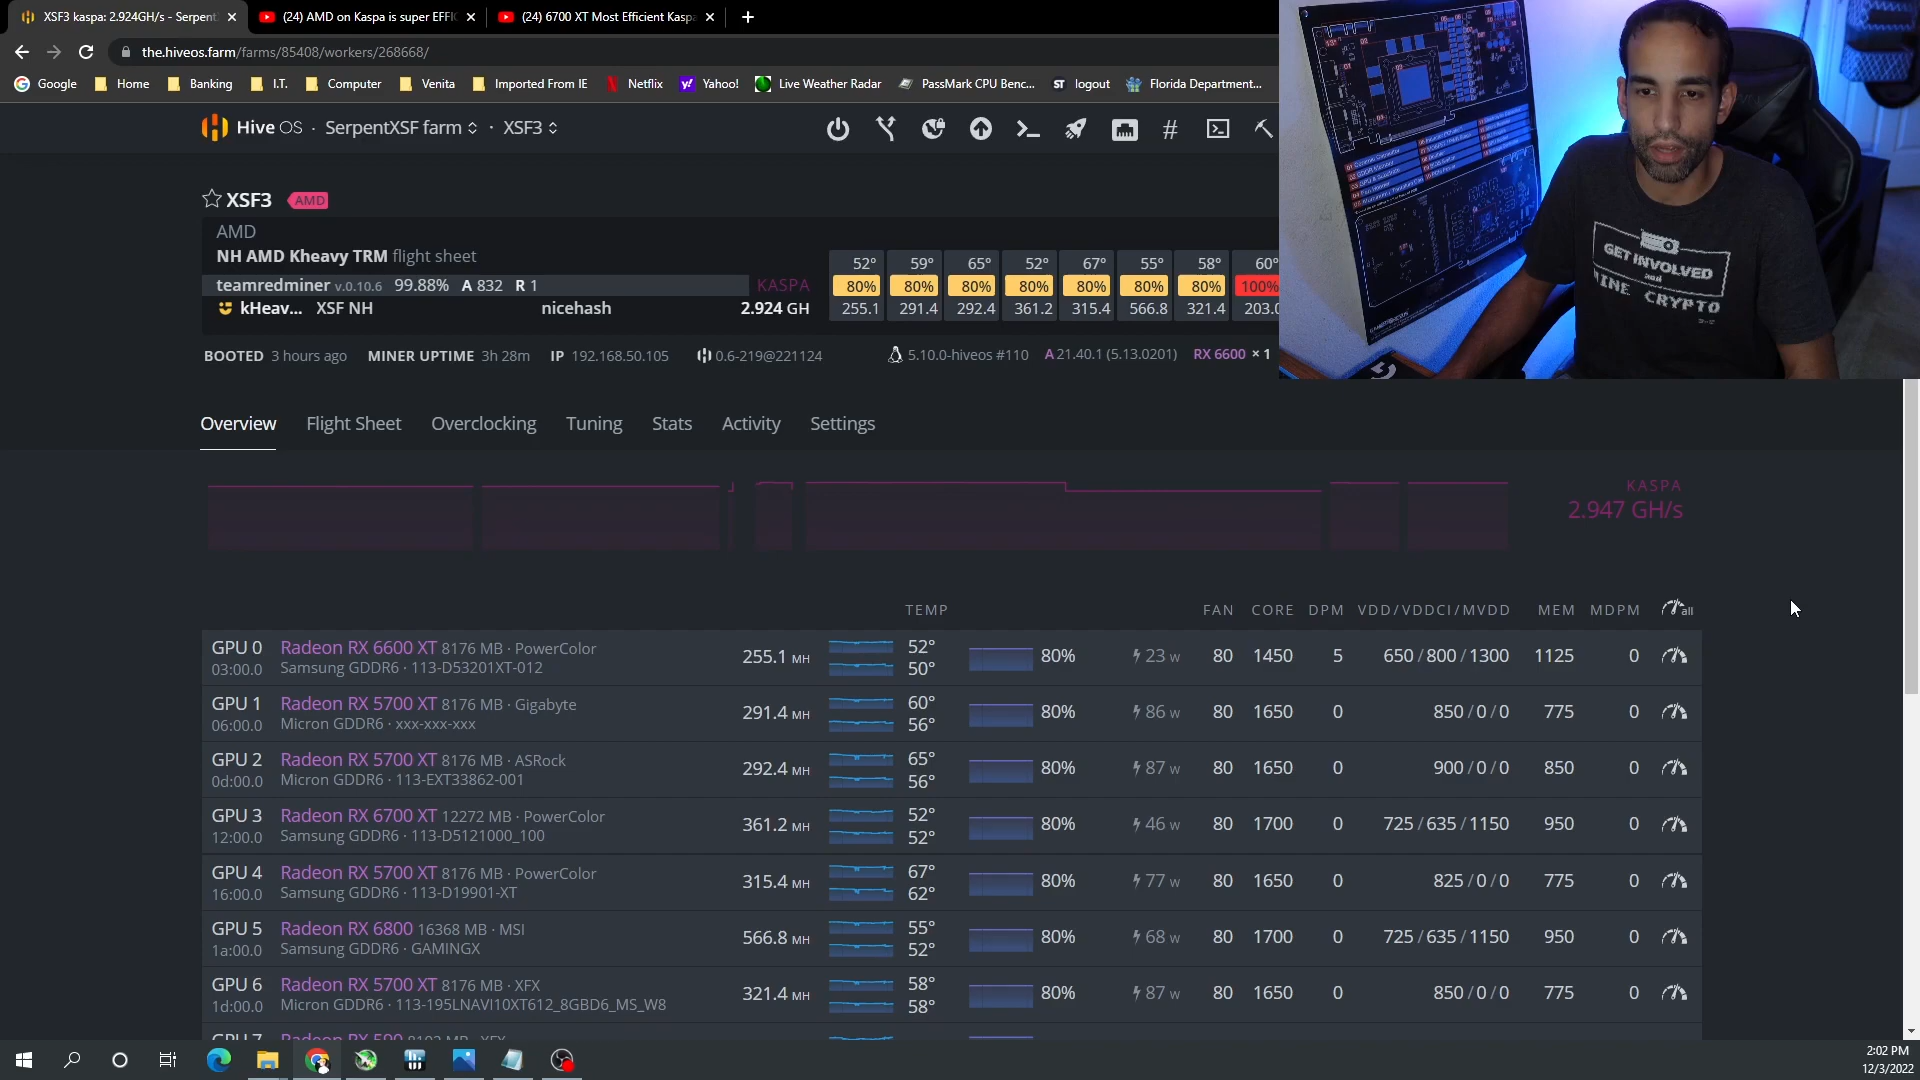 XSF3 kaspa: 2.924GH/s - Serpent
(24) AMD on Kaspa is super EFFIC
(24) 6700 XT Most Efficient Kaspa
the.hiveos.farm/farms/85408/workers/268668/
Google Home Banking I.T. Computer Venita Imported From IE Netflix Yahoo! Live Weather Radar PassMark CPU Benc... ST logout Florida Department...
Hive OS · SerpentXSF farm · XSF3
XSF3 AMD
AMD
NH AMD Kheavy TRM flight sheet
teamredminer v.0.10.6 99.88% A 832 R 1 KASPA
kHeav... XSF NH nicehash 2.924 GH
52° 59° 65° 52° 67° 55° 58° 60°
80% 80% 80% 80% 80% 80% 80% 100%
255.1 291.4 292.4 361.2 315.4 566.8 321.4 203.0
BOOTED 3 hours ago MINER UPTIME 3h 28m IP 192.168.50.105 0.6-219@221124 5.10.0-hiveos #110 A 21.40.1 (5.13.0201) RX 6600 × 1
GET INVOLVED
MINE CRYPTO
Overview Flight Sheet Overclocking Tuning Stats Activity Settings
KASPA
2.947 GH/s
TEMP FAN CORE DPM VDD/VDDCI/MVDD MEM MDPM all
GPU 0 Radeon RX 6600 XT 8176 MB · PowerColor 255.1 MH 52° 80% 23 W 80 1450 5 650/800/1300 1125 0
03:00.0 Samsung GDDR6 · 113-D53201XT-012 50°
GPU 1 Radeon RX 5700 XT 8176 MB · Gigabyte 291.4 MH 60° 80% 86 W 80 1650 0 850/0/0 775 0
06:00.0 Micron GDDR6 · xxx-xxx-xxx 56°
GPU 2 Radeon RX 5700 XT 8176 MB · ASRock 292.4 MH 65° 80% 87 W 80 1650 0 900/0/0 850 0
0d:00.0 Micron GDDR6 · 113-EXT33862-001 56°
GPU 3 Radeon RX 6700 XT 12272 MB · PowerColor 361.2 MH 52° 80% 46 W 80 1700 0 725/635/1150 950 0
12:00.0 Samsung GDDR6 · 113-D5121000_100 52°
GPU 4 Radeon RX 5700 XT 8176 MB · PowerColor 315.4 MH 67° 80% 77 W 80 1650 0 825/0/0 775 0
16:00.0 Samsung GDDR6 · 113-D19901-XT 62°
GPU 5 Radeon RX 6800 16368 MB · MSI 566.8 MH 55° 80% 68 W 80 1700 0 725/635/1150 950 0
1a:00.0 Samsung GDDR6 · GAMINGX 52°
GPU 6 Radeon RX 5700 XT 8176 MB · XFX 321.4 MH 58° 80% 87 W 80 1650 0 850/0/0 775 0
1d:00.0 Micron GDDR6 · 113-195LNAVI10XT612_8GBD6_MS_W8 58°
GPU 7 Radeon RX 590 8192 MB · XFX
2:02 PM
12/3/2022